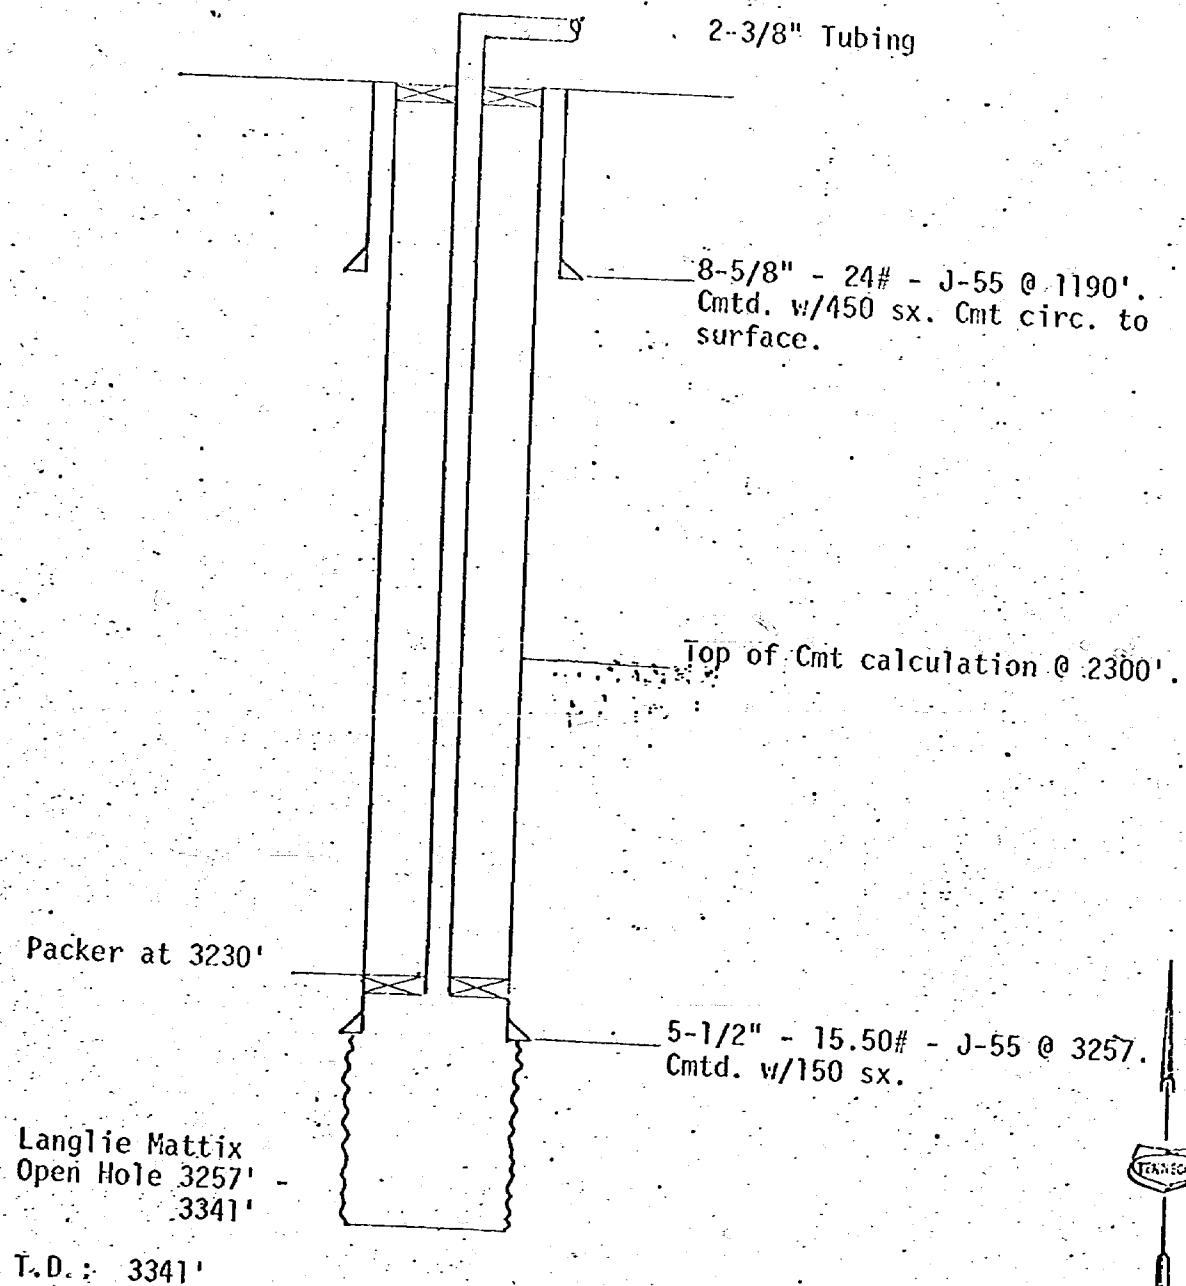 2-3/8" Tubing
8-5/8" - 24# - J-55 @ 1190'.
Cmtd. w/450 sx. Cmt circ. to
surface.
Top of Cmt calculation @ 2300'.
Packer at 3230'
5-1/2" - 15.50# - J-55 @ 3257.
Cmtd. w/150 sx.
Langlie Mattix
Open Hole 3257' -
3341'
T.D.: 3341'